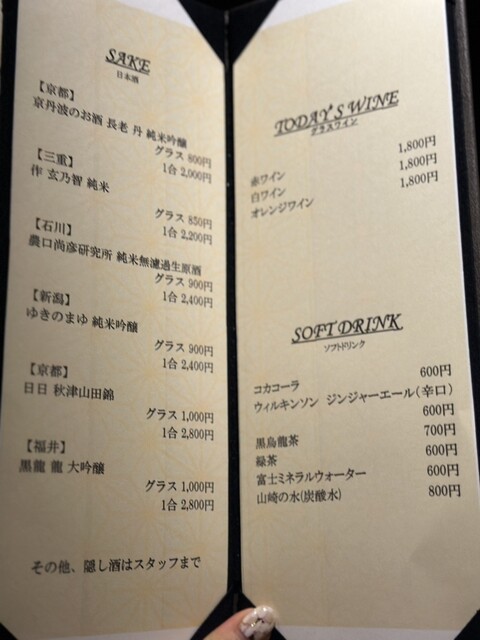 SAKE
日本酒
【京都】
京丹波のお酒 長老 丹 純米吟醸
グラス 800円
1合 2,000円
【三重】
作 玄乃智 純米
グラス 850円
1合 2,200円
【石川】
農口尚彦研究所 純米無濾過生原酒
グラス 900円
1合 2,400円
【新潟】
ゆきのまゆ 純米吟醸
グラス 900円
1合 2,400円
【京都】
日日 秋津山田錦
グラス 1,000円
1合 2,800円
【福井】
黒龍 龍 大吟醸
グラス 1,000円
1合 2,800円
その他、隠し酒はスタッフまで
TODAY'S WINE
グラスワイン
赤ワイン 1,800円
白ワイン 1,800円
オレンジワイン 1,800円
SOFT DRINK
ソフトドリンク
コカコーラ 600円
ウィルキンソン ジンジャーエール(辛口)
600円
黒烏龍茶 700円
緑茶 600円
富士ミネラルウォーター 600円
山崎の水(炭酸水) 800円